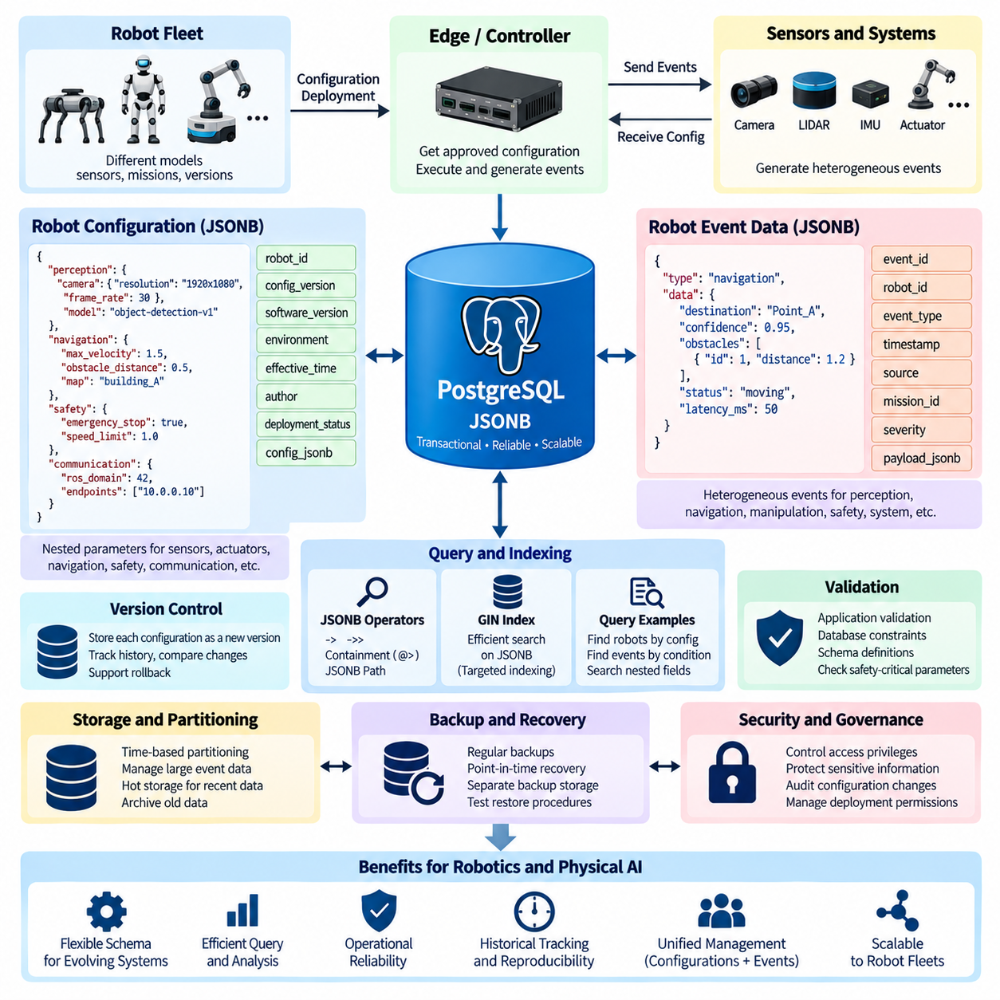 Robot Fleet
Different models
sensors, missions, versions
Configuration
Deployment
Edge / Controller
Get approved configuration
Execute and generate events
Send Events
Receive Config
Sensors and Systems
Camera
LIDAR
IMU
Actuator
Generate heterogeneous events
Robot Configuration (JSONB)
{
"perception": {
"camera": { "resolution": "1920x1080",
"frame_rate": 30 },
"model": "object-detection-v1"
},
"navigation": {
"max_velocity": 1.5,
"obstacle_distance": 0.5,
"map": "building_A"
},
"safety": {
"emergency_stop": true,
"speed_limit": 1.0
},
"communication": {
"ros_domain": 42,
"endpoints": ["10.0.0.10"]
}
}
robot_id
config_version
software_version
environment
effective_time
author
deployment_status
config_jsonb
Nested parameters for sensors, actuators,
navigation, safety, communication, etc.
PostgreSQL
JSONB
Transactional • Reliable • Scalable
Robot Event Data (JSONB)
{
"type": "navigation",
"data": {
"destination": "Point_A",
"confidence": 0.95,
"obstacles": [
{ "id": 1, "distance": 1.2 }
],
"status": "moving",
"latency_ms": 50
}
}
event_id
robot_id
event_type
timestamp
source
mission_id
severity
payload_jsonb
Heterogeneous events for perception,
navigation, manipulation, safety, system, etc.
Query and Indexing
JSONB Operators
-> ->>
Containment (@>)
JSONB Path
GIN Index
Efficient search
on JSONB
(Targeted indexing)
Query Examples
Find robots by config
Find events by condition
Search nested fields
Version Control
Store each configuration as a new version
Track history, compare changes
Support rollback
Validation
Application validation
Database constraints
Schema definitions
Check safety-critical parameters
Storage and Partitioning
Time-based partitioning
Manage large event data
Hot storage for recent data
Archive old data
Backup and Recovery
Regular backups
Point-in-time recovery
Separate backup storage
Test restore procedures
Security and Governance
Control access privileges
Protect sensitive information
Audit configuration changes
Manage deployment permissions
Benefits for Robotics and Physical AI
Flexible Schema
for Evolving Systems
Efficient Query
and Analysis
Operational
Reliability
Historical Tracking
and Reproducibility
Unified Management
(Configurations + Events)
Scalable
to Robot Fleets